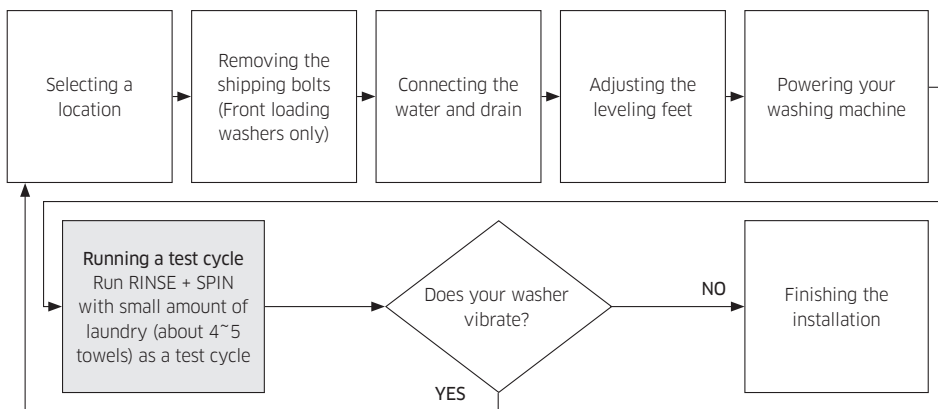 Selecting a
location
Removing the
shipping bolts
(Front loading
washers only)
Connecting the
water and drain
Adjusting the
leveling feet
Powering your
washing machine
Running a test cycle
Run RINSE + SPIN
with small amount of
laundry (about 4~5
towels) as a test cycle
Does your washer
vibrate?
NO
Finishing the
installation
YES